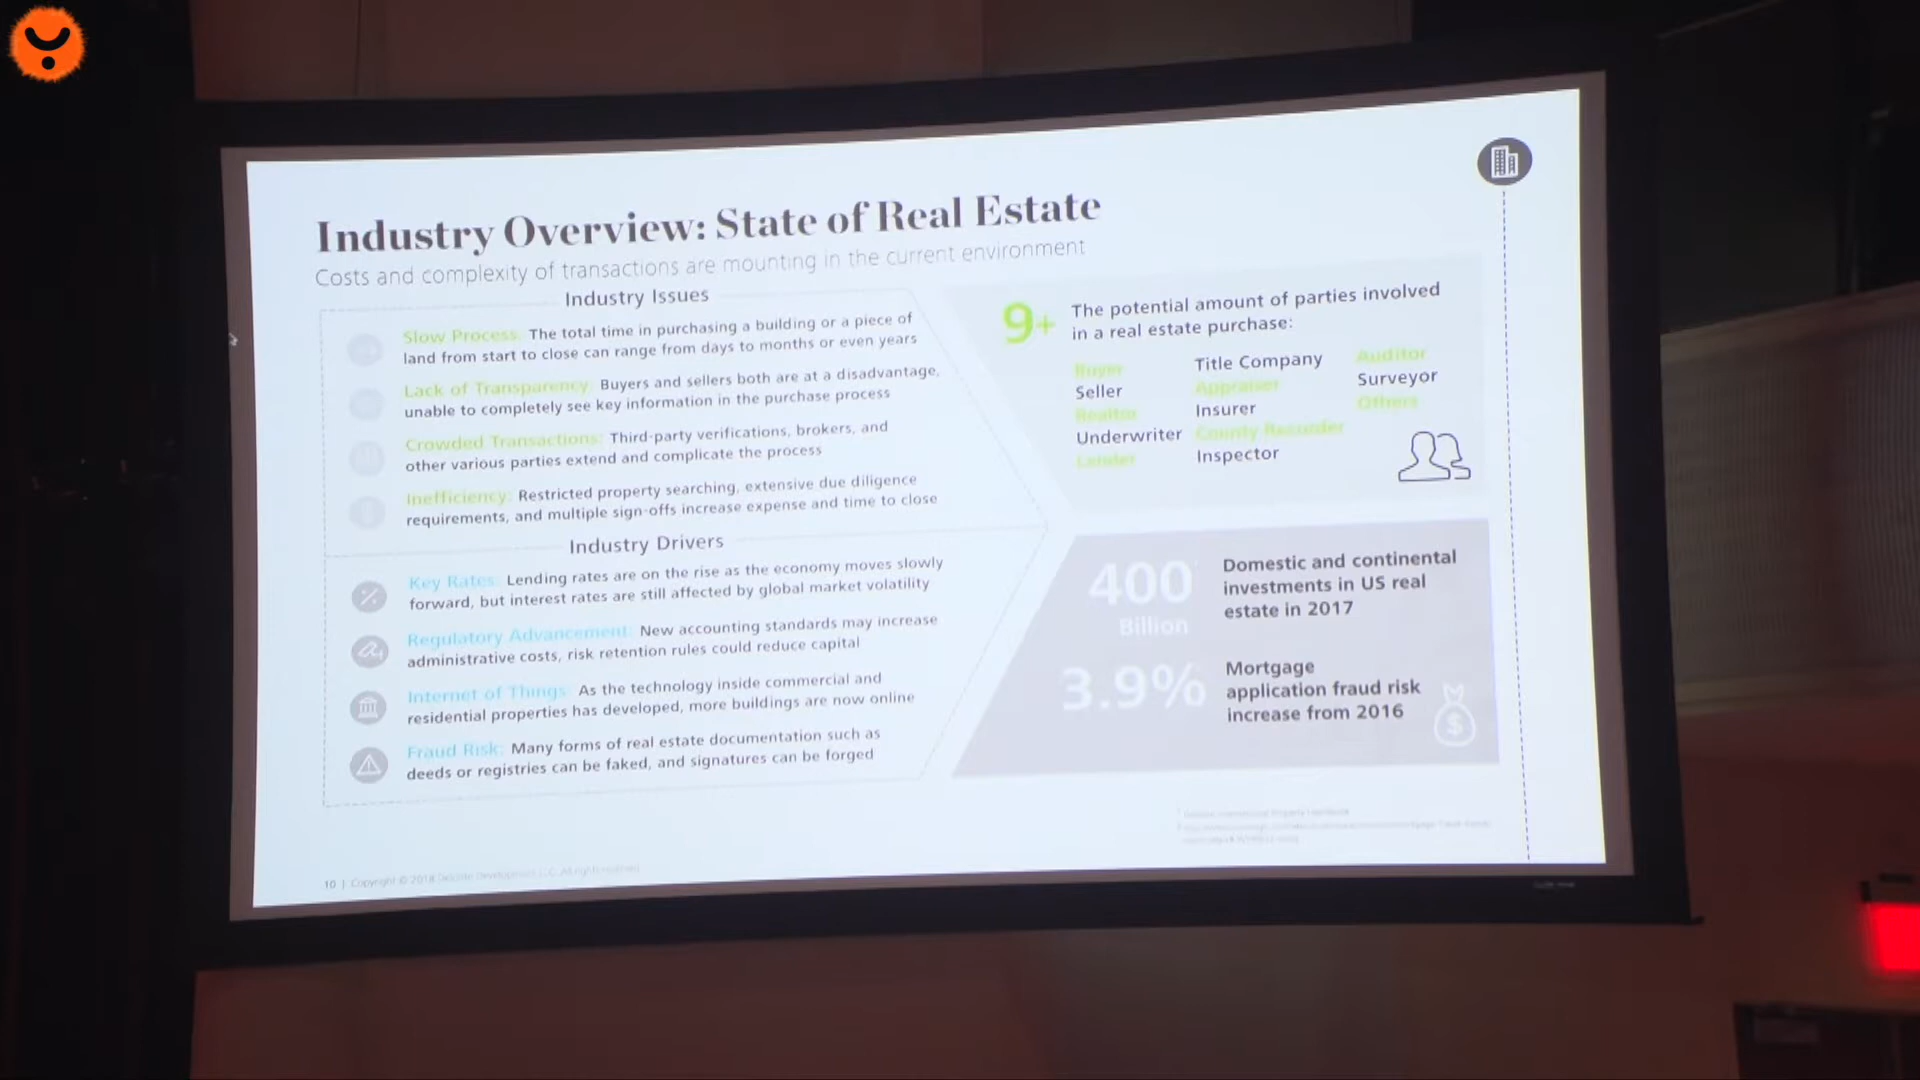 Industry Overview: State of Real Estate
Costs and complexity of transactions are mounting in the current environment
Industry Issues
Slow Process: The total time in purchasing a building or a piece of
land from start to close can range from days to months or even years
Lack of Transparency: Buyers and sellers both are at a disadvantage,
unable to completely see key information in the purchase process
Crowded Transactions: Third-party verifications, brokers, and
other various parties extend and complicate the process
Inefficiency: Restricted property searching, extensive due diligence
requirements, and multiple sign-offs increase expense and time to close
Industry Drivers
Key Rates: Lending rates are on the rise as the economy moves slowly
forward, but interest rates are still affected by global market volatility
Regulatory Advancement: New accounting standards may increase
administrative costs, risk retention rules could reduce capital
Internet of Things: As the technology inside commercial and
residential properties has developed, more buildings are now online
Fraud Risk: Many forms of real estate documentation such as
deeds or registries can be faked, and signatures can be forged
9+
The potential amount of parties involved
in a real estate purchase:
Buyer
Seller
Realtor
Underwriter
Lender
Title Company
Appraiser
Insurer
County Recorder
Inspector
Auditor
Surveyor
Others
400
Billion
Domestic and continental
investments in US real
estate in 2017
3.9%
Mortgage
application fraud risk
increase from 2016
$
10 | Copyright © 2018 Deloitte Development LLC. All rights reserved.